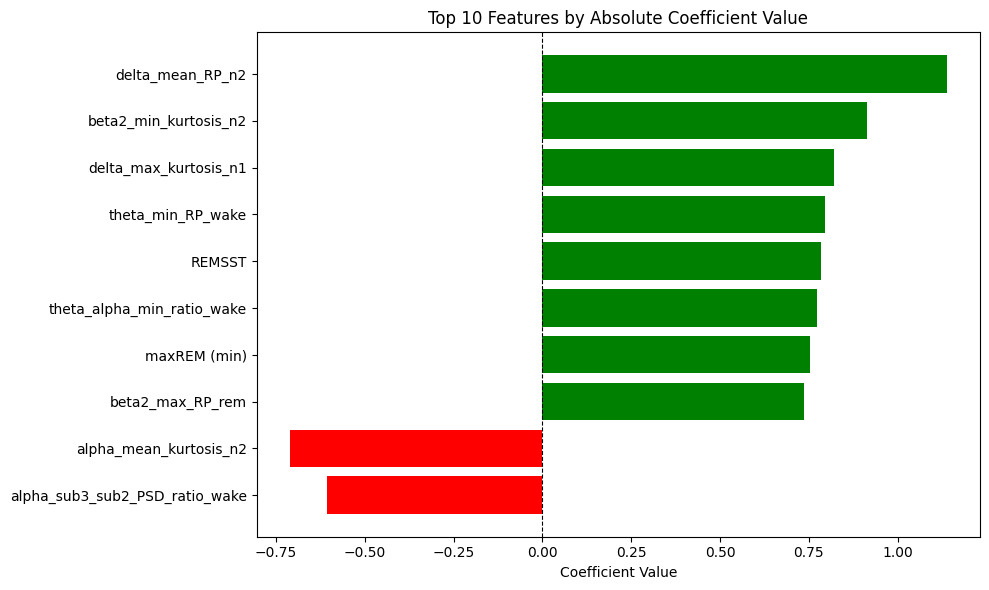 Top 10 Features by Absolute Coefficient Value
delta_mean_RP_n2
beta2_min_kurtosis_n2
delta_max_kurtosis_n1
theta_min_RP_wake
REMSST
theta_alpha_min_ratio_wake
maxREM (min)
beta2_max_RP_rem
alpha_mean_kurtosis_n2
alpha_sub3_sub2_PSD_ratio_wake
−0.75 −0.50 −0.25 0.00 0.25 0.50 0.75 1.00
Coefficient Value